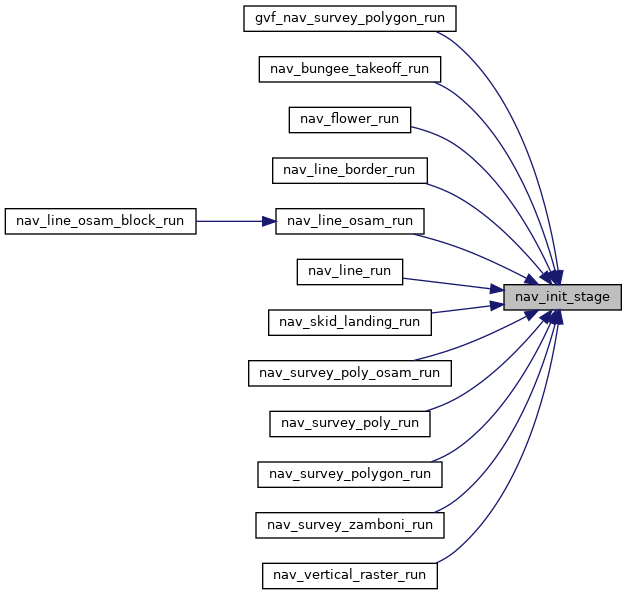 gvf_nav_survey_polygon_run
nav_bungee_takeoff_run
nav_flower_run
nav_line_border_run
nav_line_osam_block_run
nav_line_osam_run
nav_line_run
nav_init_stage
nav_skid_landing_run
nav_survey_poly_osam_run
nav_survey_poly_run
nav_survey_polygon_run
nav_survey_zamboni_run
nav_vertical_raster_run